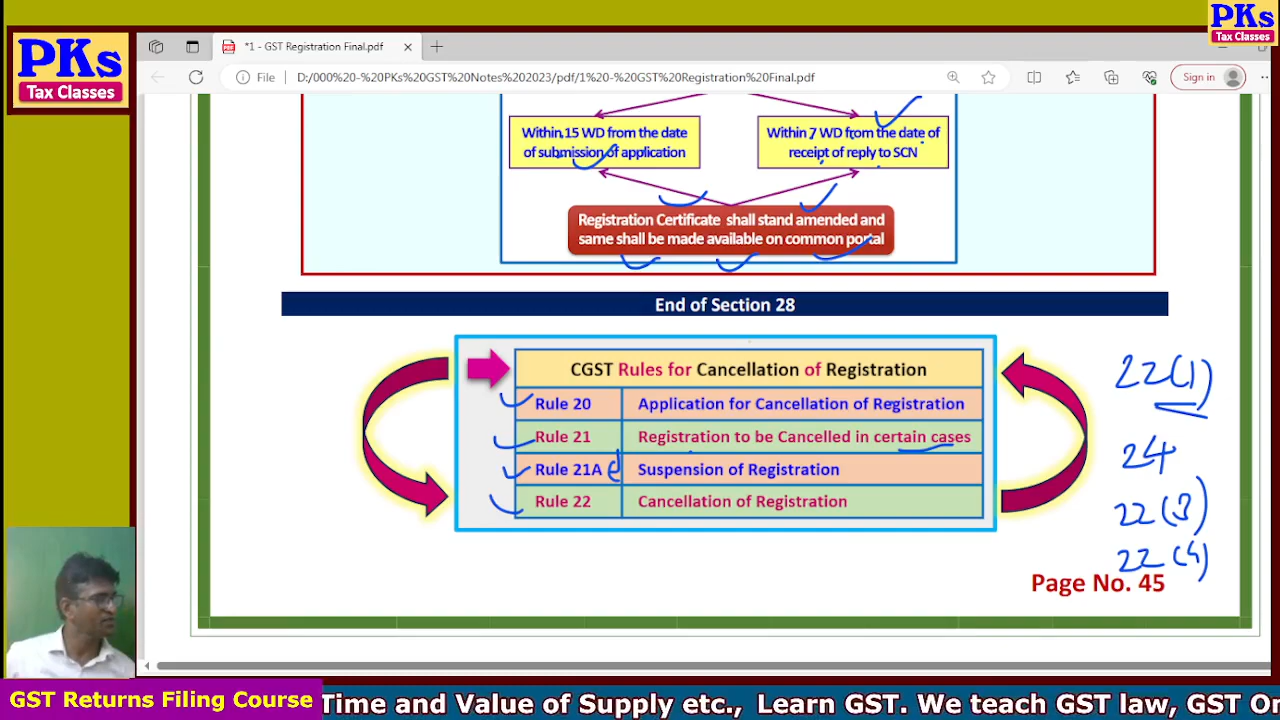 PKs
Tax Classes
PKs
Tax Classes
*1 - GST Registration Final.pdf
File
D:/000%20-%20PKs%20GST%20Notes%202023/pdf/1%20-%20GST%20Registration%20Final.pdf
Sign in
Within 15 WD from the date
of submission of application
Within 7 WD from the date of
receipt of reply to SCN
Registration Certificate shall stand amended and
same shall be made available on common portal
End of Section 28
CGST Rules for Cancellation of Registration
Rule 20 Application for Cancellation of Registration
Rule 21 Registration to be Cancelled in certain cases
Rule 21A Suspension of Registration
Rule 22 Cancellation of Registration
22(1)
24
22(3)
22(4)
Page No. 45
GST Returns Filing Course
Time and Value of Supply etc., Learn GST. We teach GST law, GST On